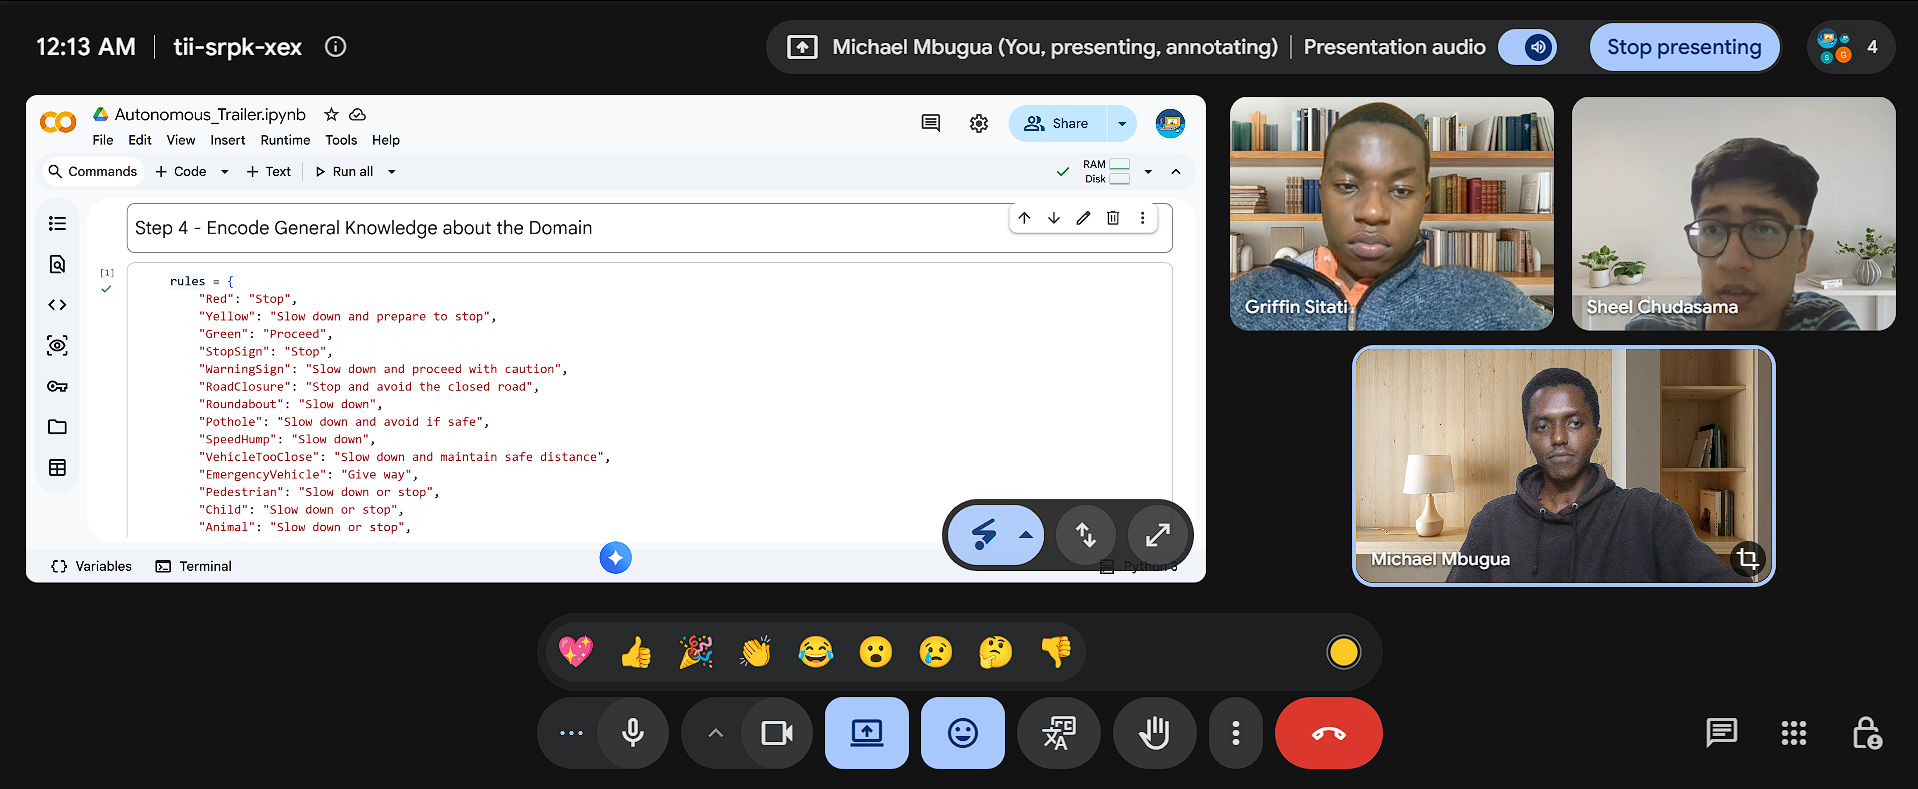 12:13 AM
tii-srpk-xex
Michael Mbugua (You, presenting, annotating)
Presentation audio
Stop presenting
S
G
4
Autonomous_Trailer.ipynb
File Edit View Insert Runtime Tools Help
Share
Commands + Code + Text Run all
RAM
Disk
Step 4 - Encode General Knowledge about the Domain
[1]
rules = {
"Red": "Stop",
"Yellow": "Slow down and prepare to stop",
"Green": "Proceed",
"StopSign": "Stop",
"WarningSign": "Slow down and proceed with caution",
"RoadClosure": "Stop and avoid the closed road",
"Roundabout": "Slow down",
"Pothole": "Slow down and avoid if safe",
"SpeedHump": "Slow down",
"VehicleTooClose": "Slow down and maintain safe distance",
"EmergencyVehicle": "Give way",
"Pedestrian": "Slow down or stop",
"Child": "Slow down or stop",
"Animal": "Slow down or stop",
Variables Terminal
Python 3
Griffin Sitati
Sheel Chudasama
Michael Mbugua